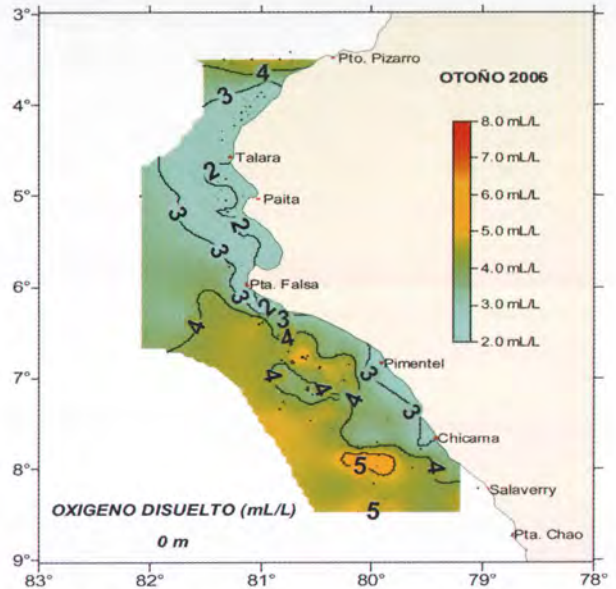 3°
Pto. Pizarro
4
3
OTOÑO 2006
4°
8.0 mL/L
7.0 mL/L
6.0 mL/L
5.0 mL/L
4.0 mL/L
3.0 mL/L
2.0 mL/L
Talara
2
5°
Paita
3
2
3
6°
Pta. Falsa
3
2
3
4
4
7°
Pimentel
3
4
4
4
3
Chicama
8°
5
4
Salaverry
OXIGENO DISUELTO (mL/L)
5
0 m
Pta. Chao
9°
83° 82° 81° 80° 79° 78°